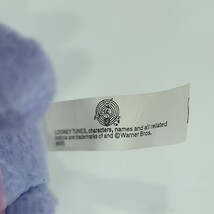 LOONEY TUNES, characters, names and all related
indicia are trademarks of and ©Warner Bros.